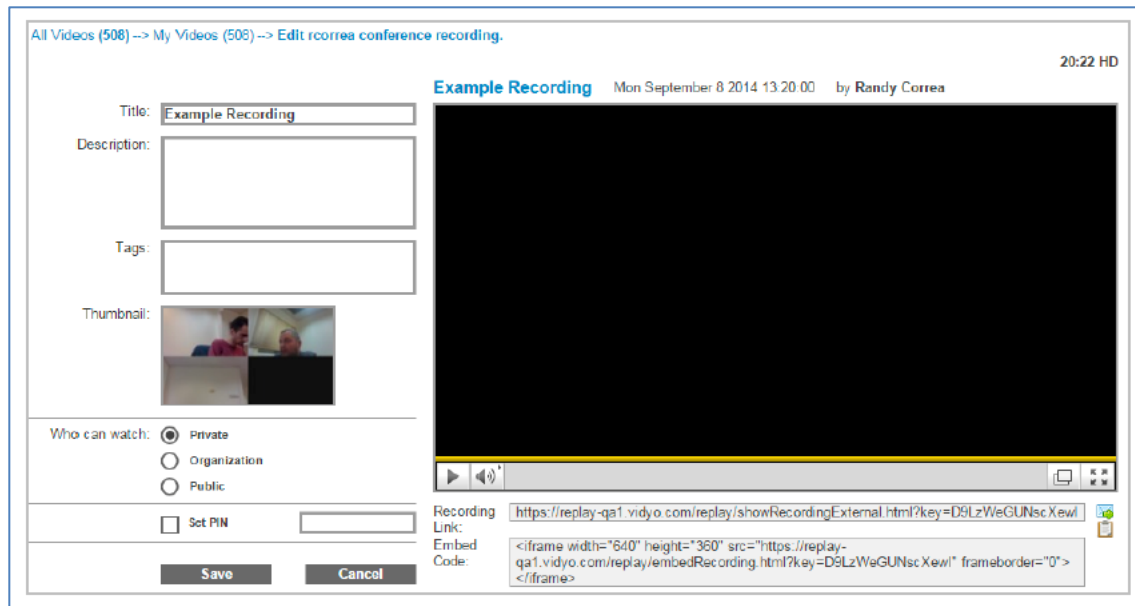 All Videos (508) --> My Videos (508) --> Edit rcorrea conference recording.
20:22 HD
Example Recording Mon September 8 2014 13:20:00 by Randy Correa
Title: Example Recording
Description:
Tags:
Thumbnail:
Who can watch: Private
Organization
Public
Set PIN
Save Cancel
Recording Link: https://replay-qa1.vidyo.com/replay/showRecordingExternal.html?key=D9LzWeGUNscXewl
Embed Code: <iframe width="640" height="360" src="https://replay-
qa1.vidyo.com/replay/embedRecording.html?key=D9LzWeGUNscXewl" frameborder="0">
</iframe>